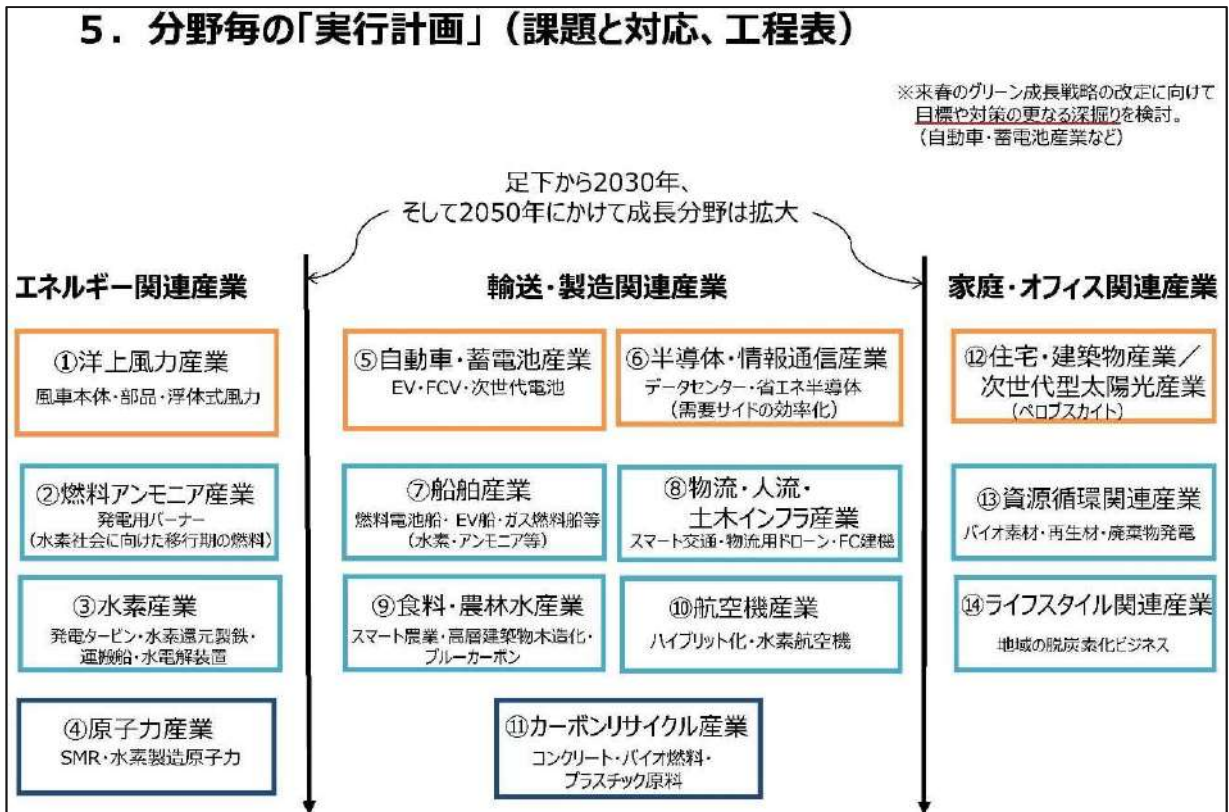 ５．分野毎の「実行計画」（課題と対応、工程表）
※来春のグリーン成長戦略の改定に向けて
目標や対策の更なる深掘りを検討。
（自動車・蓄電池産業など）
足下から2030年、
そして2050年にかけて成長分野は拡大
エネルギー関連産業
輸送・製造関連産業
家庭・オフィス関連産業
①洋上風力産業
風車本体・部品・浮体式風力
②燃料アンモニア産業
発電用バーナー
（水素社会に向けた移行期の燃料）
③水素産業
発電タービン・水素還元製鉄・
運搬船・水電解装置
④原子力産業
SMR・水素製造原子力
⑤自動車・蓄電池産業
EV・FCV・次世代電池
⑥半導体・情報通信産業
データセンター・省エネ半導体
（需要サイドの効率化）
⑦船舶産業
燃料電池船・EV船・ガス燃料船等
（水素・アンモニア等）
⑧物流・人流・
土木インフラ産業
スマート交通・物流用ドローン・FC建機
⑨食料・農林水産業
スマート農業・高層建築物木造化・
ブルーカーボン
⑩航空機産業
ハイブリット化・水素航空機
⑪カーボンリサイクル産業
コンクリート・バイオ燃料・
プラスチック原料
⑫住宅・建築物産業／
次世代型太陽光産業
（ペロブスカイト）
⑬資源循環関連産業
バイオ素材・再生材・廃棄物発電
⑭ライフスタイル関連産業
地域の脱炭素化ビジネス